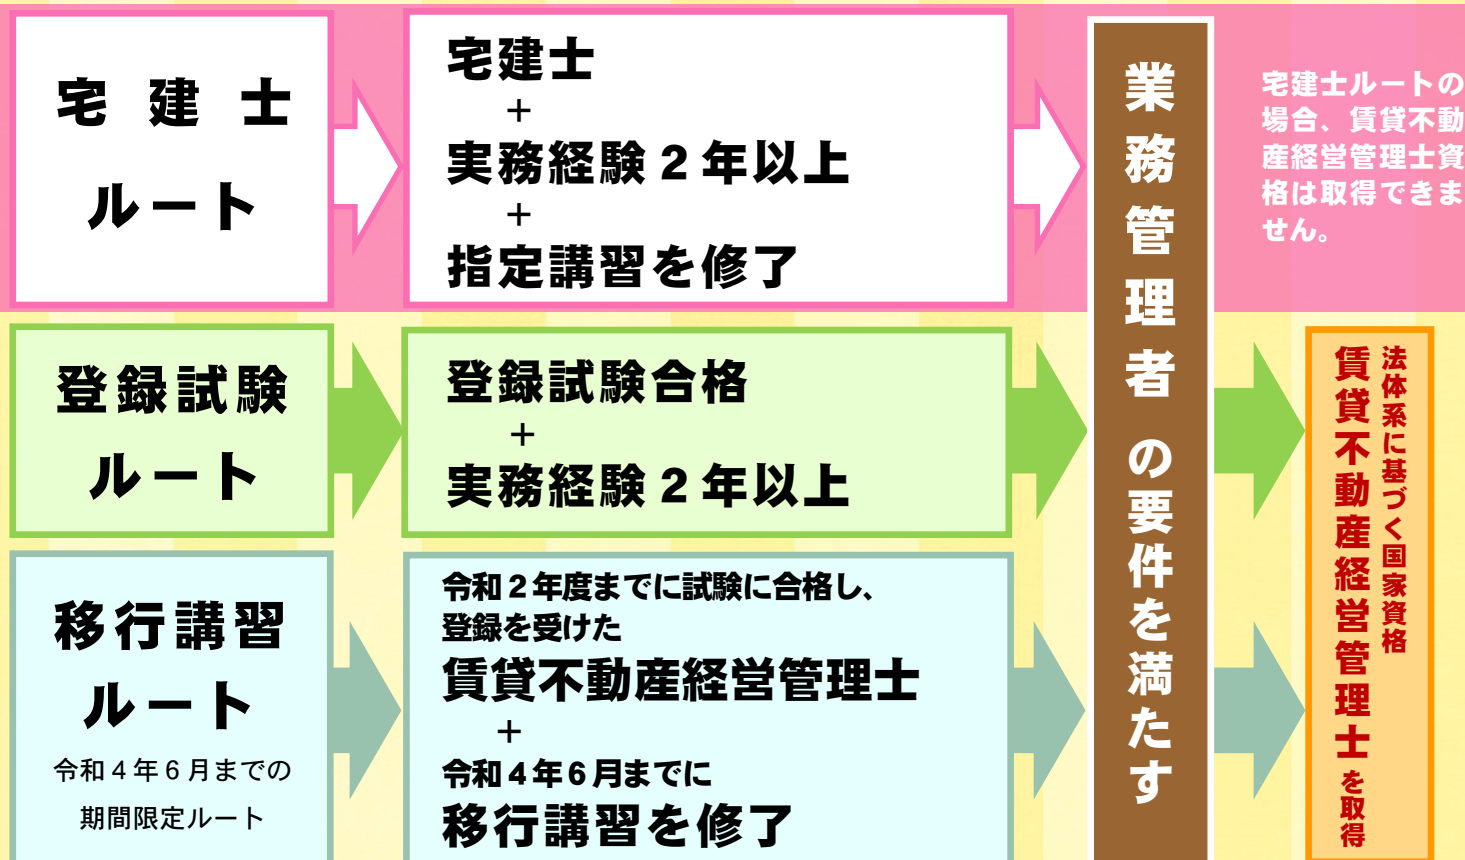 宅建士
ルート
宅建士
＋
実務経験２年以上
＋
指定講習を修了
登録試験
ルート
登録試験合格
＋
実務経験２年以上
移行講習
ルート
令和４年６月までの
期間限定ルート
令和２年度までに試験に合格し、
登録を受けた
賃貸不動産経営管理士
＋
令和４年６月までに
移行講習を修了
業務管理者の要件を満たす
宅建士ルートの
場合、賃貸不動
産経営管理士資
格は取得できま
せん。
法体系に基づく国家資格
賃貸不動産経営管理士を取得